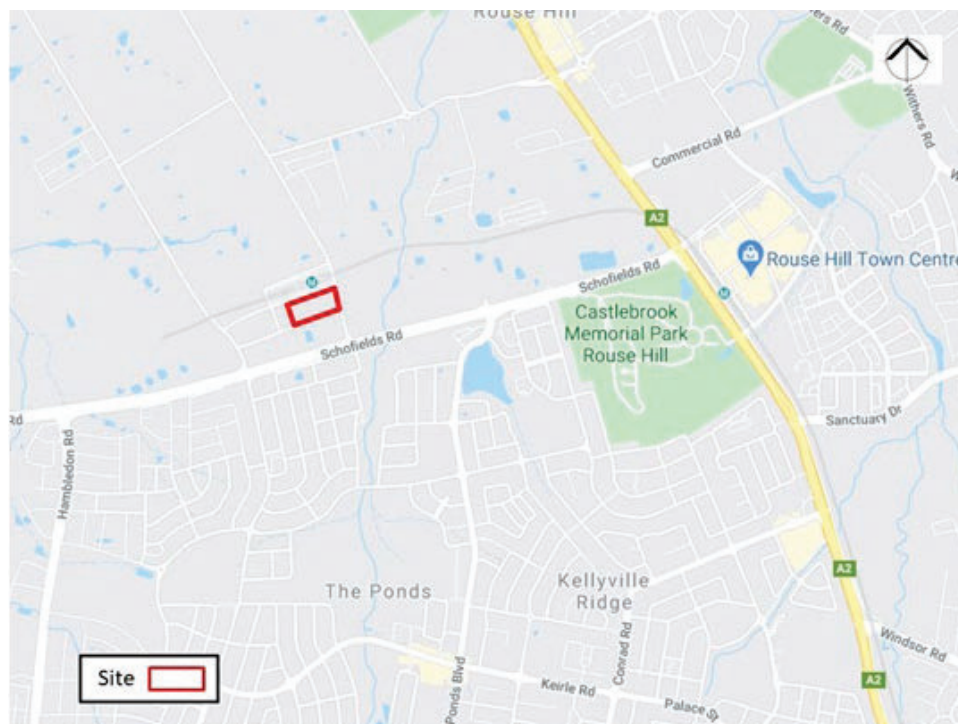 Rouse Hill
Withers Rd
Withers Rd
Commercial Rd
A2
Rouse Hill Town Centre
M
M
Schofields Rd
Castlebrook
Memorial Park
Rouse Hill
Schofields Rd
Rd
Sanctuary Dr
Hambledon Rd
The Ponds
Kellyville
Ridge
A2
Conrad Rd
Windsor Rd
Site
Ponds Blvd
Keirle Rd
A2
Palace St